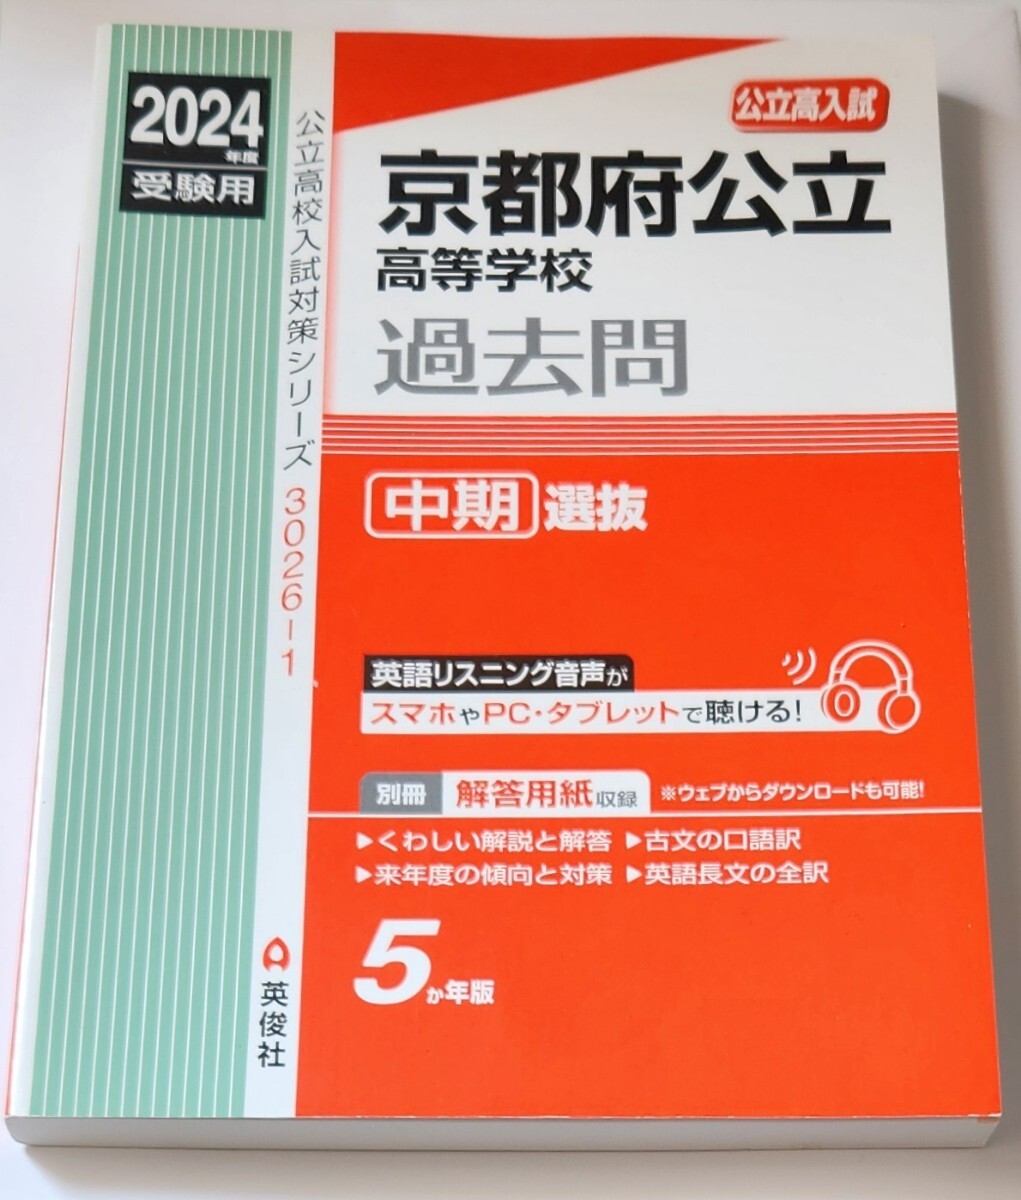 2024
年度
受験用
公立高校入試対策シリーズ 3026-1
公立高入試
京都府公立
高等学校
過去問
中期 選抜
英語リスニング音声が
スマホやPC・タブレットで聴ける!
別冊 解答用紙収録 ※ウェブからダウンロードも可能!
▶くわしい解説と解答 ▶古文の口語訳
▶来年度の傾向と対策 ▶英語長文の全訳
5か年版
英俊社